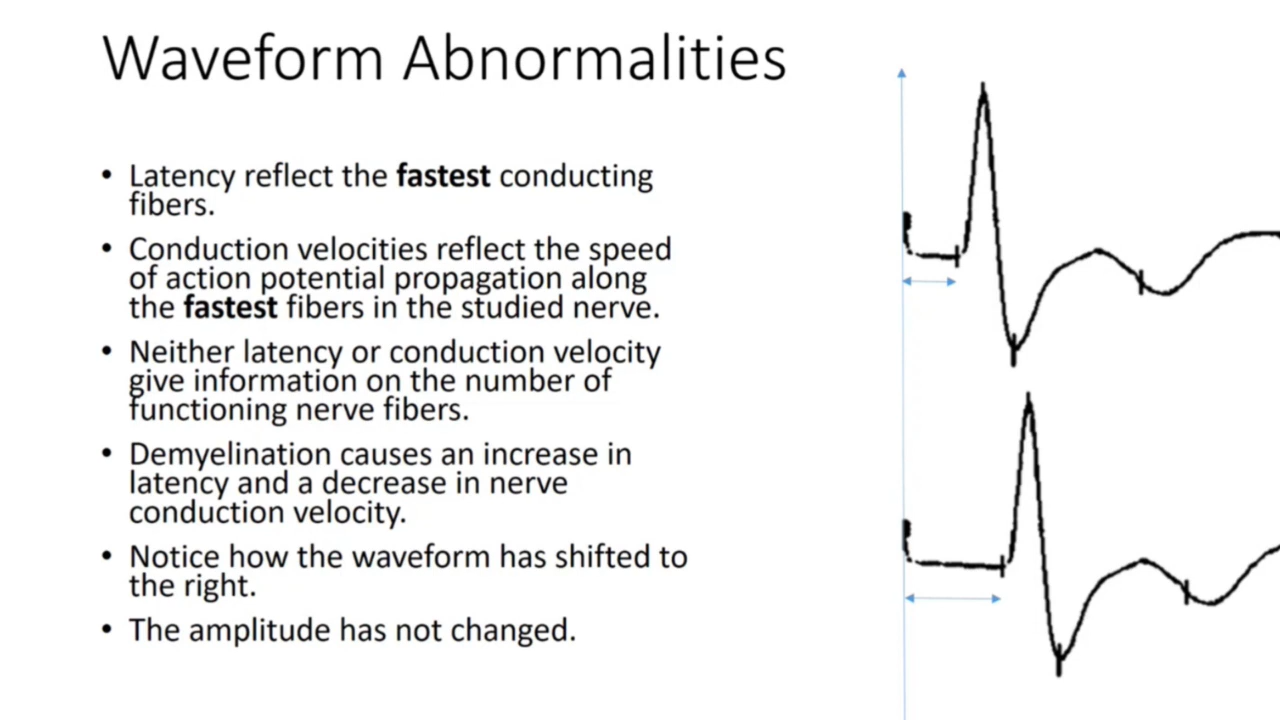 Waveform Abnormalities
• Latency reflect the fastest conducting
fibers.
• Conduction velocities reflect the speed
of action potential propagation along
the fastest fibers in the studied nerve.
• Neither latency or conduction velocity
give information on the number of
functioning nerve fibers.
• Demyelination causes an increase in
latency and a decrease in nerve
conduction velocity.
• Notice how the waveform has shifted to
the right.
• The amplitude has not changed.